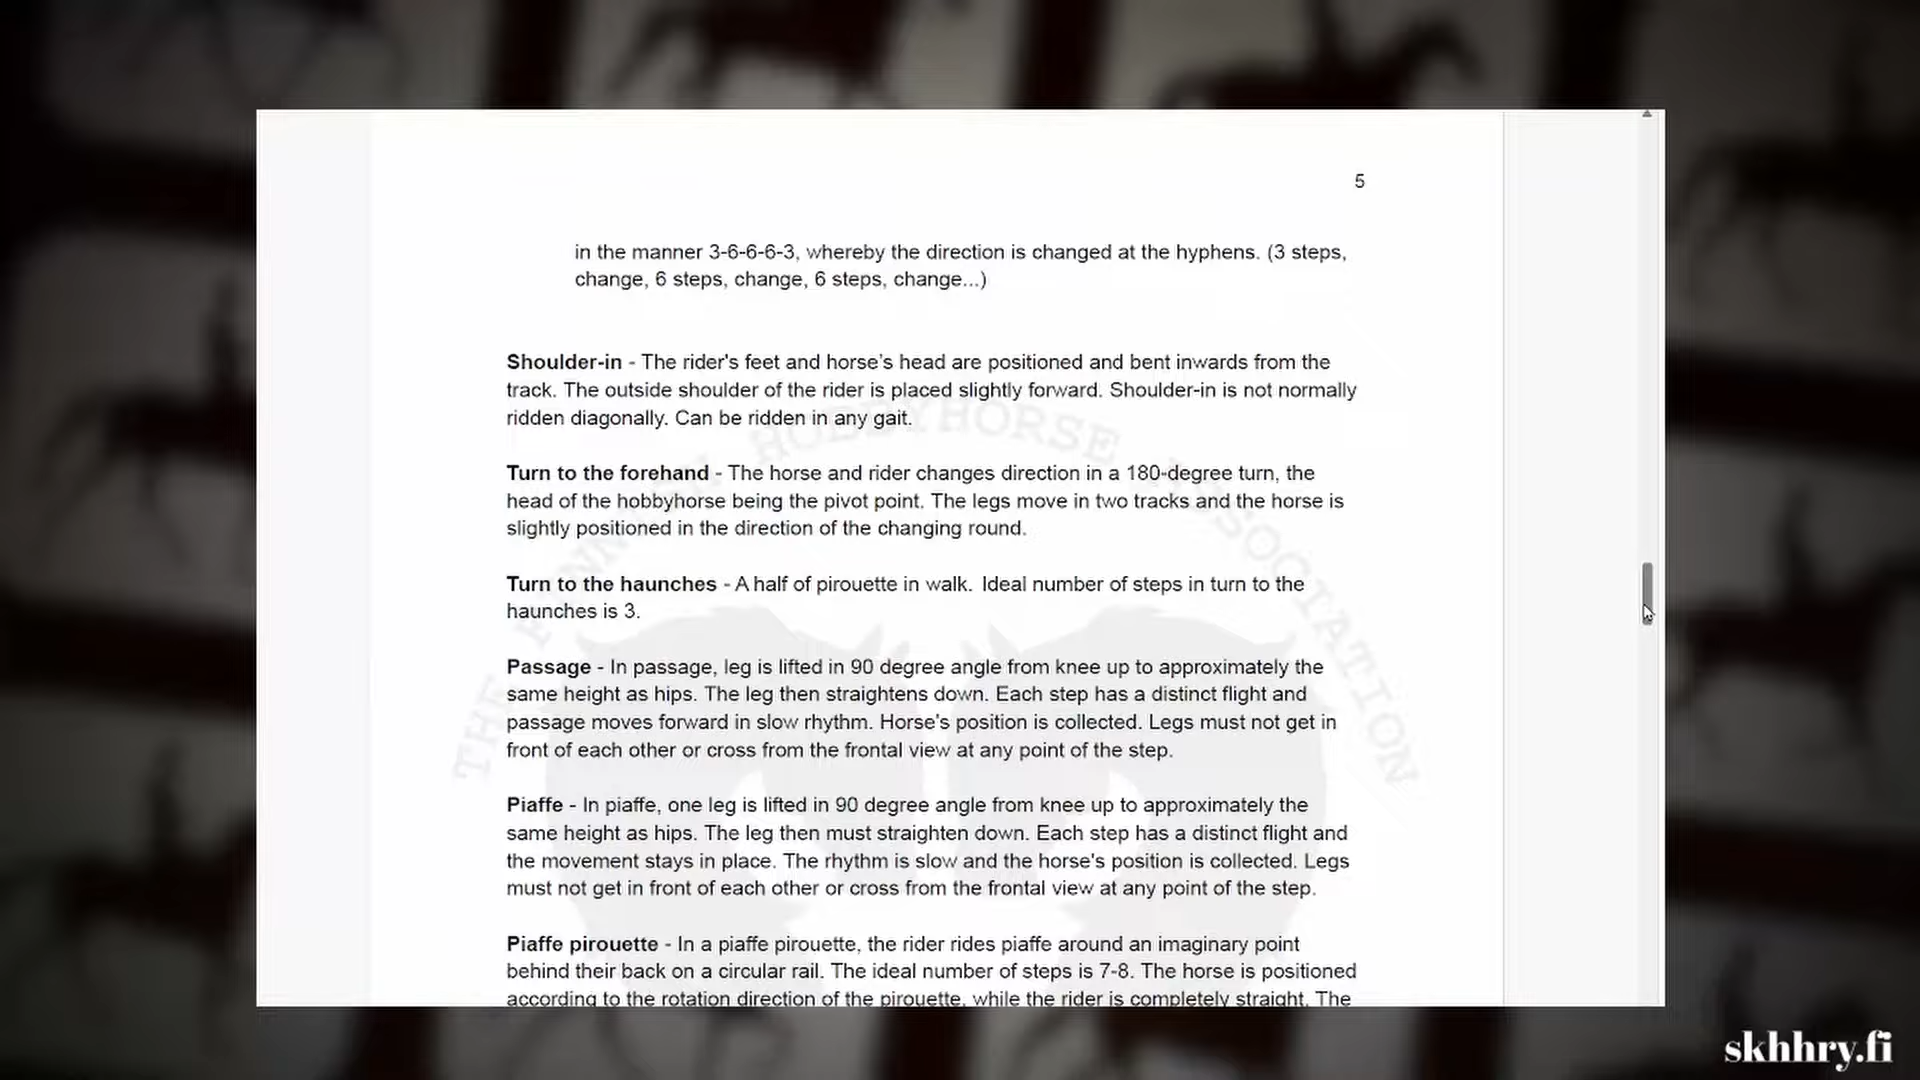 5
in the manner 3-6-6-6-3, whereby the direction is changed at the hyphens. (3 steps,
change, 6 steps, change, 6 steps, change...)
Shoulder-in - The rider's feet and horse’s head are positioned and bent inwards from the
track. The outside shoulder of the rider is placed slightly forward. Shoulder-in is not normally
ridden diagonally. Can be ridden in any gait.
Turn to the forehand - The horse and rider changes direction in a 180-degree turn, the
head of the hobbyhorse being the pivot point. The legs move in two tracks and the horse is
slightly positioned in the direction of the changing round.
Turn to the haunches - A half of pirouette in walk. Ideal number of steps in turn to the
haunches is 3.
Passage - In passage, leg is lifted in 90 degree angle from knee up to approximately the
same height as hips. The leg then straightens down. Each step has a distinct flight and
passage moves forward in slow rhythm. Horse's position is collected. Legs must not get in
front of each other or cross from the frontal view at any point of the step.
Piaffe - In piaffe, one leg is lifted in 90 degree angle from knee up to approximately the
same height as hips. The leg then must straighten down. Each step has a distinct flight and
the movement stays in place. The rhythm is slow and the horse's position is collected. Legs
must not get in front of each other or cross from the frontal view at any point of the step.
Piaffe pirouette - In a piaffe pirouette, the rider rides piaffe around an imaginary point
behind their back on a circular rail. The ideal number of steps is 7-8. The horse is positioned
according to the rotation direction of the pirouette, while the rider is completely straight. The
THE HOBBYHORSE ASSOCIATION
skhhry.fi